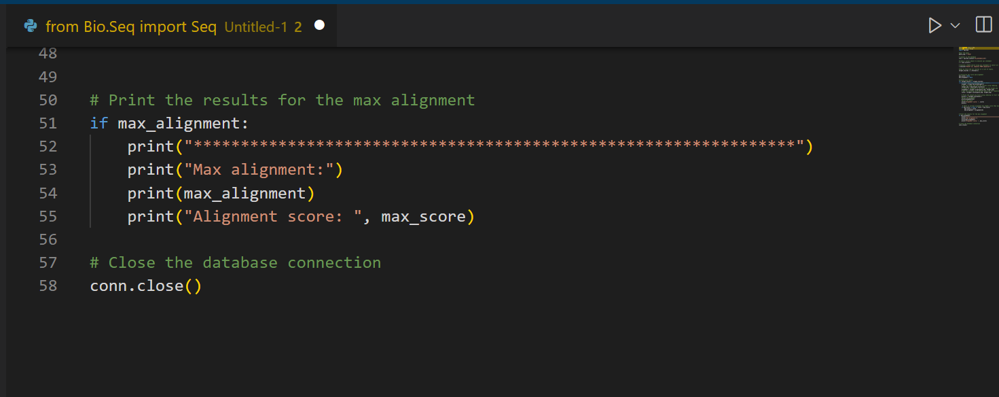 from Bio.Seq import Seq Untitled-1 2
48
49
50 # Print the results for the max alignment
51 if max_alignment:
52     print("****************************************************************")
53     print("Max alignment:")
54     print(max_alignment)
55     print("Alignment score: ", max_score)
56
57 # Close the database connection
58 conn.close()